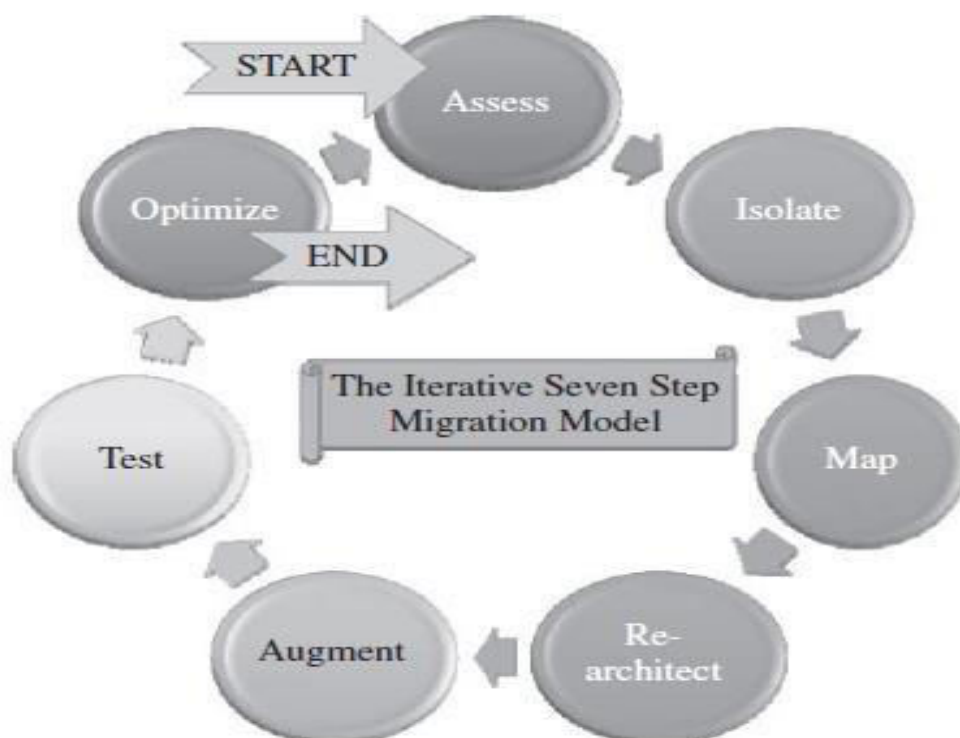 START
Assess
Isolate
Map
Re-
architect
Augment
Test
Optimize
END
The Iterative Seven Step
Migration Model